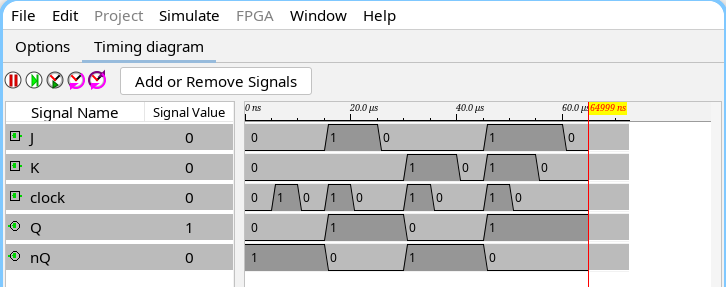 File Edit Project Simulate FPGA Window Help
Options Timing diagram
Add or Remove Signals
Signal Name Signal Value 0 ns 20.0 µs 40.0 µs 60.0 µs 64999 ns
J 0 0 1 0 1 0
K 0 0 1 0 1 0
clock 0 0 1 0 1 0 1 0 1 0
Q 1 0 1 0 1
nQ 0 1 0 1 0